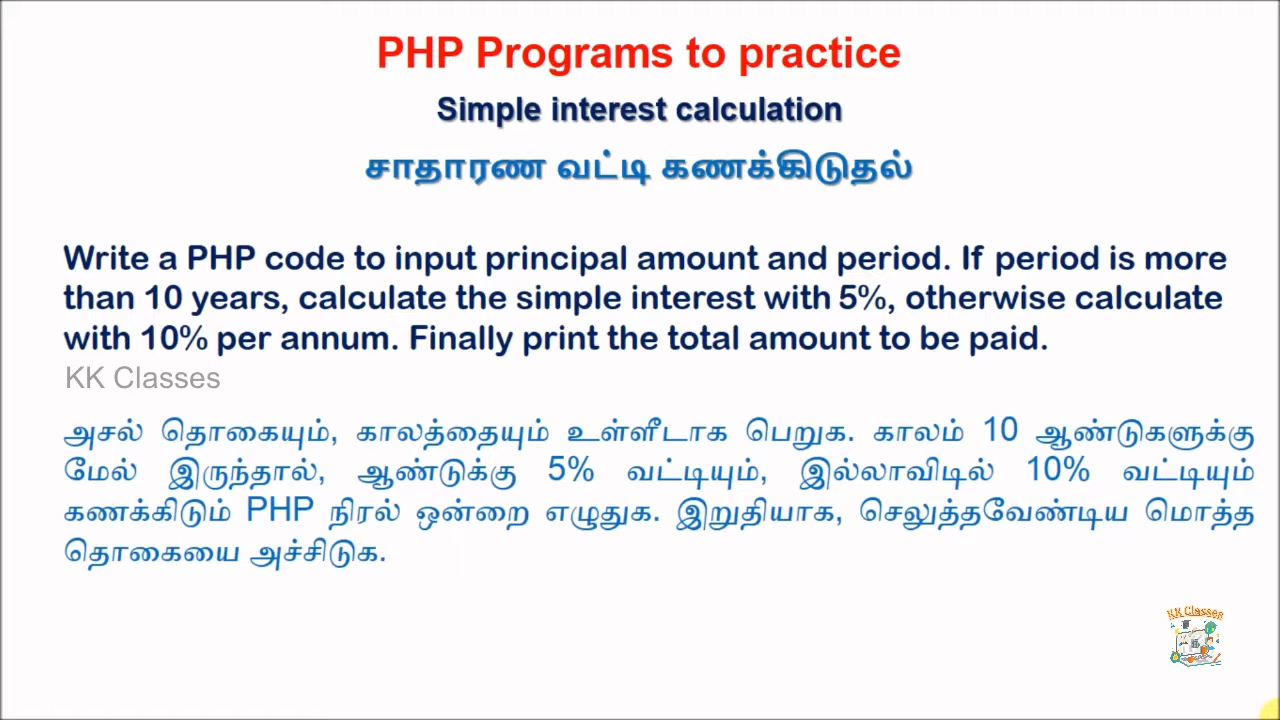 PHP Programs to practice
Simple interest calculation
சாதாரண வட்டி கணக்கிடுதல்
Write a PHP code to input principal amount and period. If period is more
than 10 years, calculate the simple interest with 5%, otherwise calculate
with 10% per annum. Finally print the total amount to be paid.
KK Classes
அசல் தொகையும், காலத்தையும் உள்ளீடாக பெறுக. காலம் 10 ஆண்டுகளுக்கு
மேல் இருந்தால், ஆண்டுக்கு 5% வட்டியும், இல்லாவிடில் 10% வட்டியும்
கணக்கிடும் PHP நிரல் ஒன்றை எழுதுக. இறுதியாக, செலுத்தவேண்டிய மொத்த
தொகையை அச்சிடுக.
KK Classes